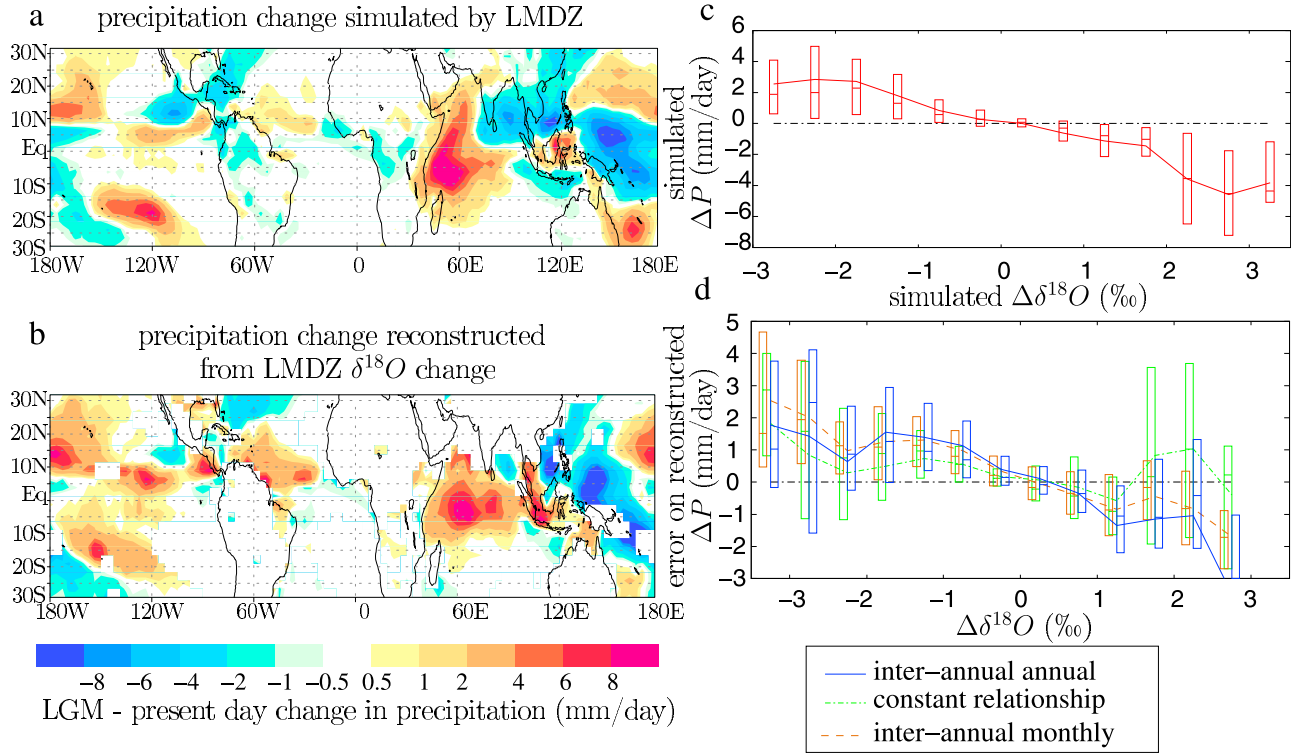 a
precipitation change simulated by LMDZ
30N
20N
10N
Eq
10S
20S
30S
180W 120W 60W 0 60E 120E 180E
b
precipitation change reconstructed
from LMDZ δ¹⁸O change
30N
20N
10N
Eq
10S
20S
30S
180W 120W 60W 0 60E 120E 180E
−8 −6 −4 −2 −1 −0.5 0.5 1 2 4 6 8
LGM - present day change in precipitation (mm/day)
c
simulated
ΔP (mm/day)
6
4
2
0
−2
−4
−6
−8
−3 −2 −1 0 1 2 3
simulated Δδ¹⁸O (‰)
d
error on reconstructed
ΔP (mm/day)
5
4
3
2
1
0
−1
−2
−3
−3 −2 −1 0 1 2 3
Δδ¹⁸O (‰)
inter−annual annual
constant relationship
inter−annual monthly